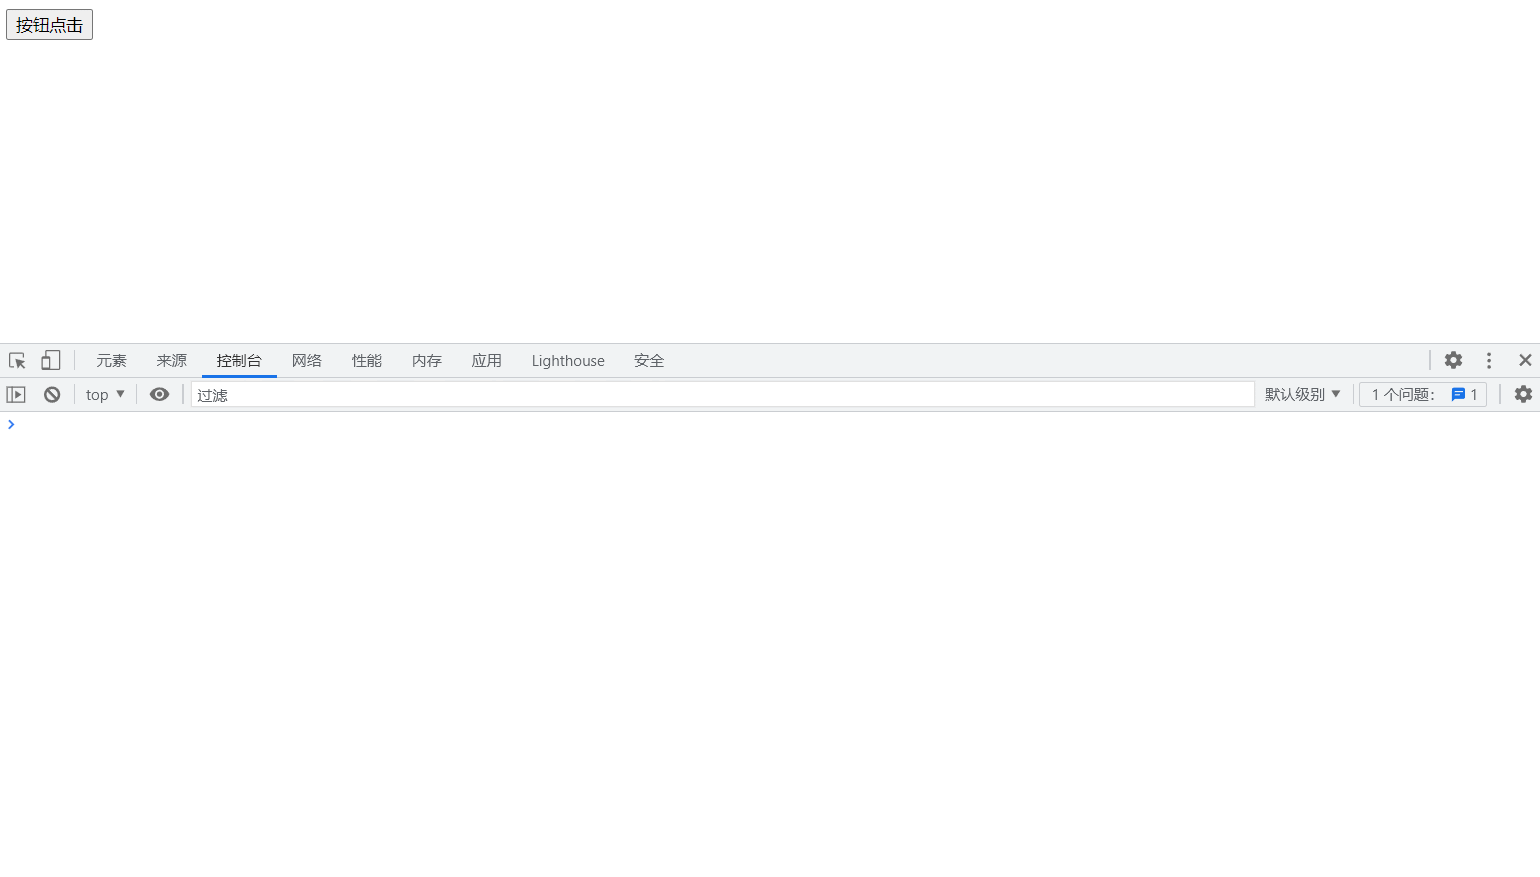 按钮点击
元素 来源 控制台 网络 性能 内存 应用 Lighthouse 安全
top ▼ 过滤 默认级别 ▼ 1 个问题： 1